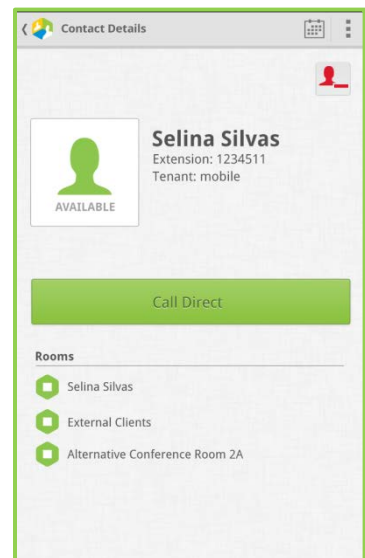 Contact Details
Selina Silvas
Extension: 1234511
Tenant: mobile
AVAILABLE
Call Direct
Rooms
Selina Silvas
External Clients
Alternative Conference Room 2A